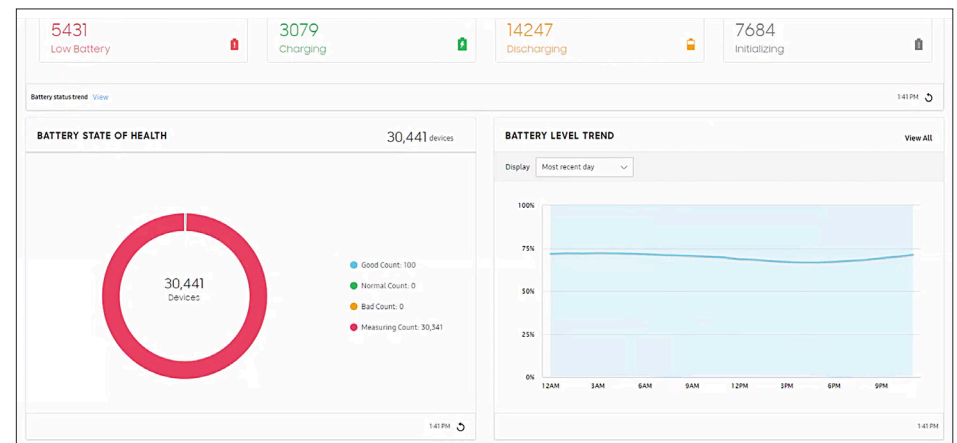 5431
Low Battery
3079
Charging
14247
Discharging
7684
Initializing
Battery status trend View
1:41 PM
BATTERY STATE OF HEALTH
30,441 devices
30,441
Devices
Good Count: 100
Normal Count: 0
Bad Count: 0
Measuring Count: 30,341
1:41 PM
BATTERY LEVEL TREND
View All
Display Most recent day
100%
75%
50%
25%
0%
12AM 3AM 6AM 9AM 12PM 3PM 6PM 9PM
1:41 PM